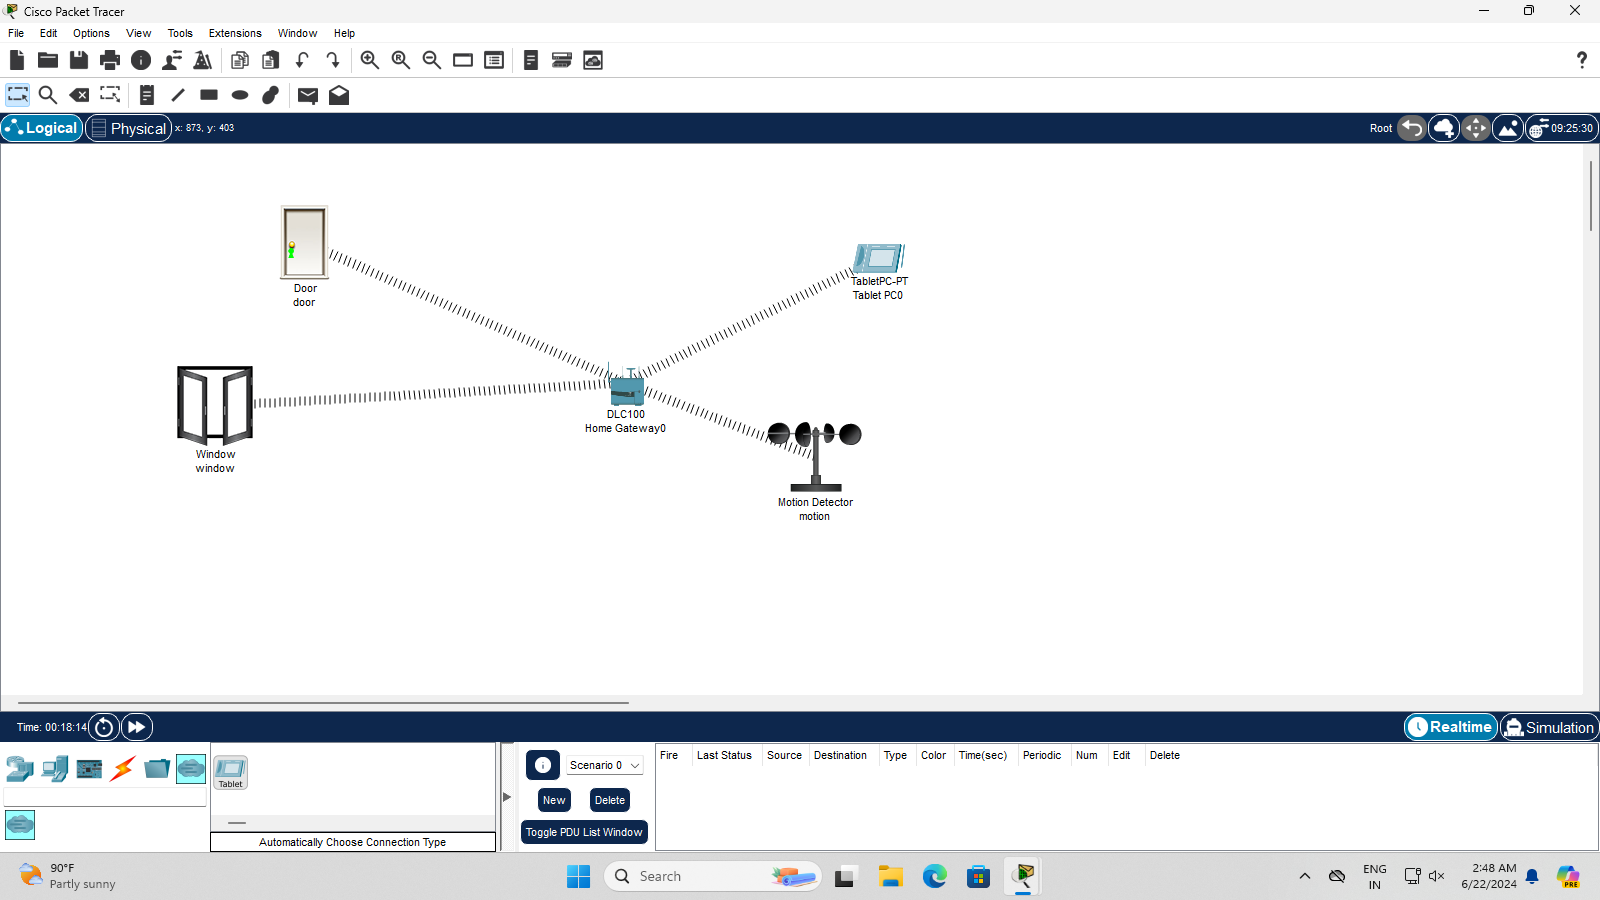 Cisco Packet Tracer
File Edit Options View Tools Extensions Window Help
Logical Physical x: 873, y: 403 Root 09:25:30
Door
door
TabletPC-PT
Tablet PC0
DLC100
Home Gateway0
Window
window
Motion Detector
motion
Time: 00:18:14 Realtime Simulation
Fire Last Status Source Destination Type Color Time(sec) Periodic Num Edit Delete
Scenario 0
Tablet
New Delete
Toggle PDU List Window
Automatically Choose Connection Type
90°F
Partly sunny
Search
ENG
IN
2:48 AM
6/22/2024
PRE